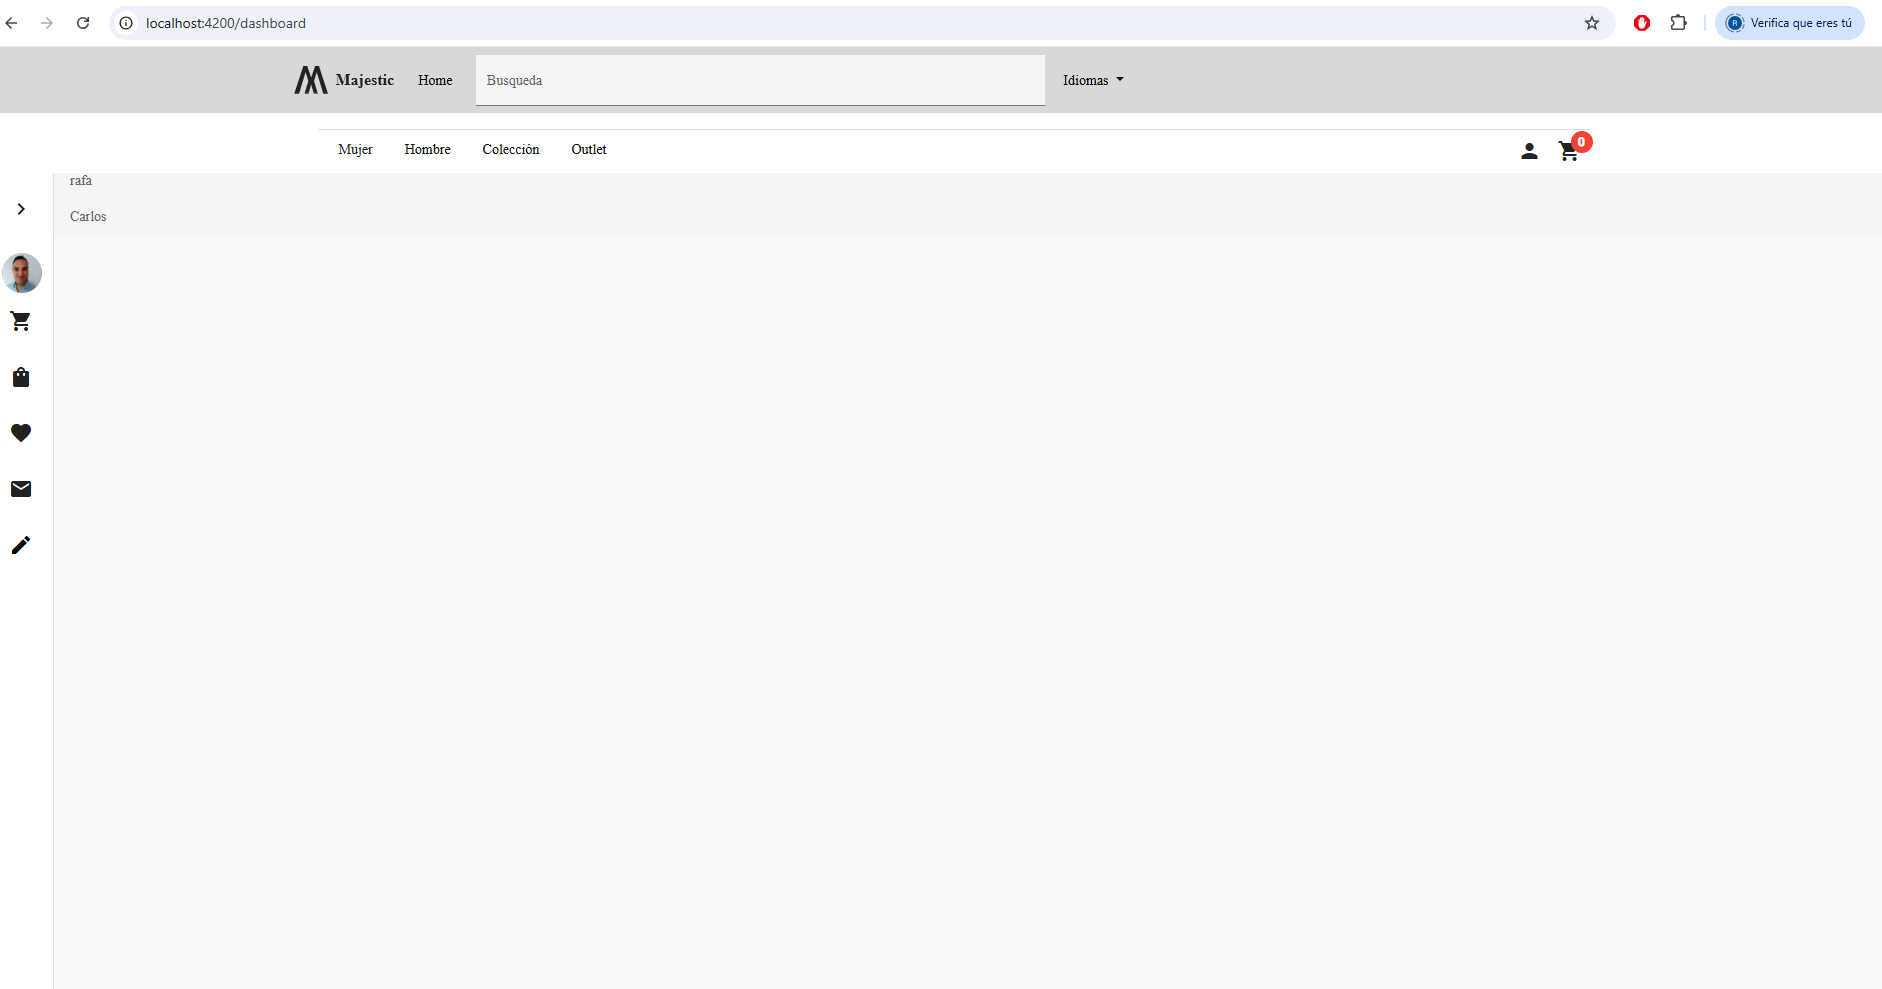 localhost:4200/dashboard
R Verifica que eres tú
Majestic Home Busqueda Idiomas
Mujer Hombre Colección Outlet 0
rafa
Carlos